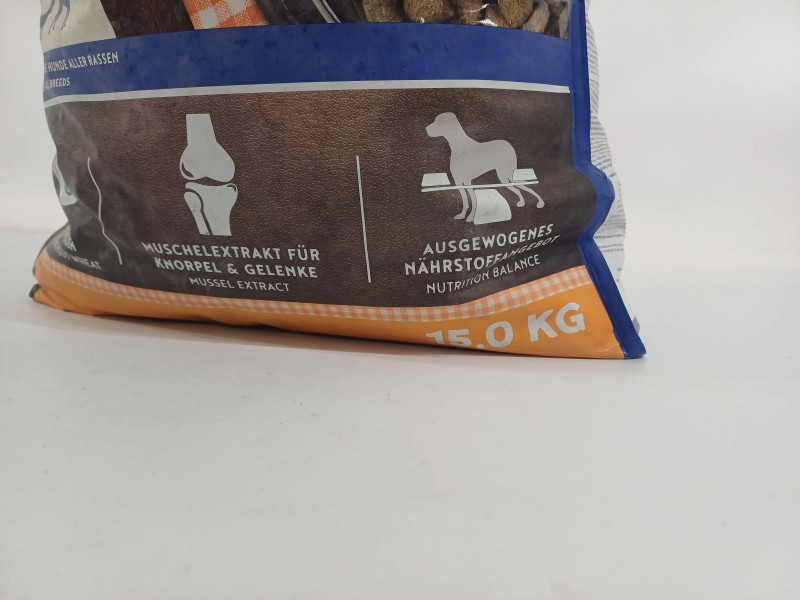 HUNDE ALLER RASSEN
BREEDS
MUSCHELEXTRAKT FÜR
KNORPEL & GELENKE
MUSSEL EXTRACT
AUSGEWOGENES
NÄHRSTOFFANGEBOT
NUTRITION BALANCE
15.0 KG